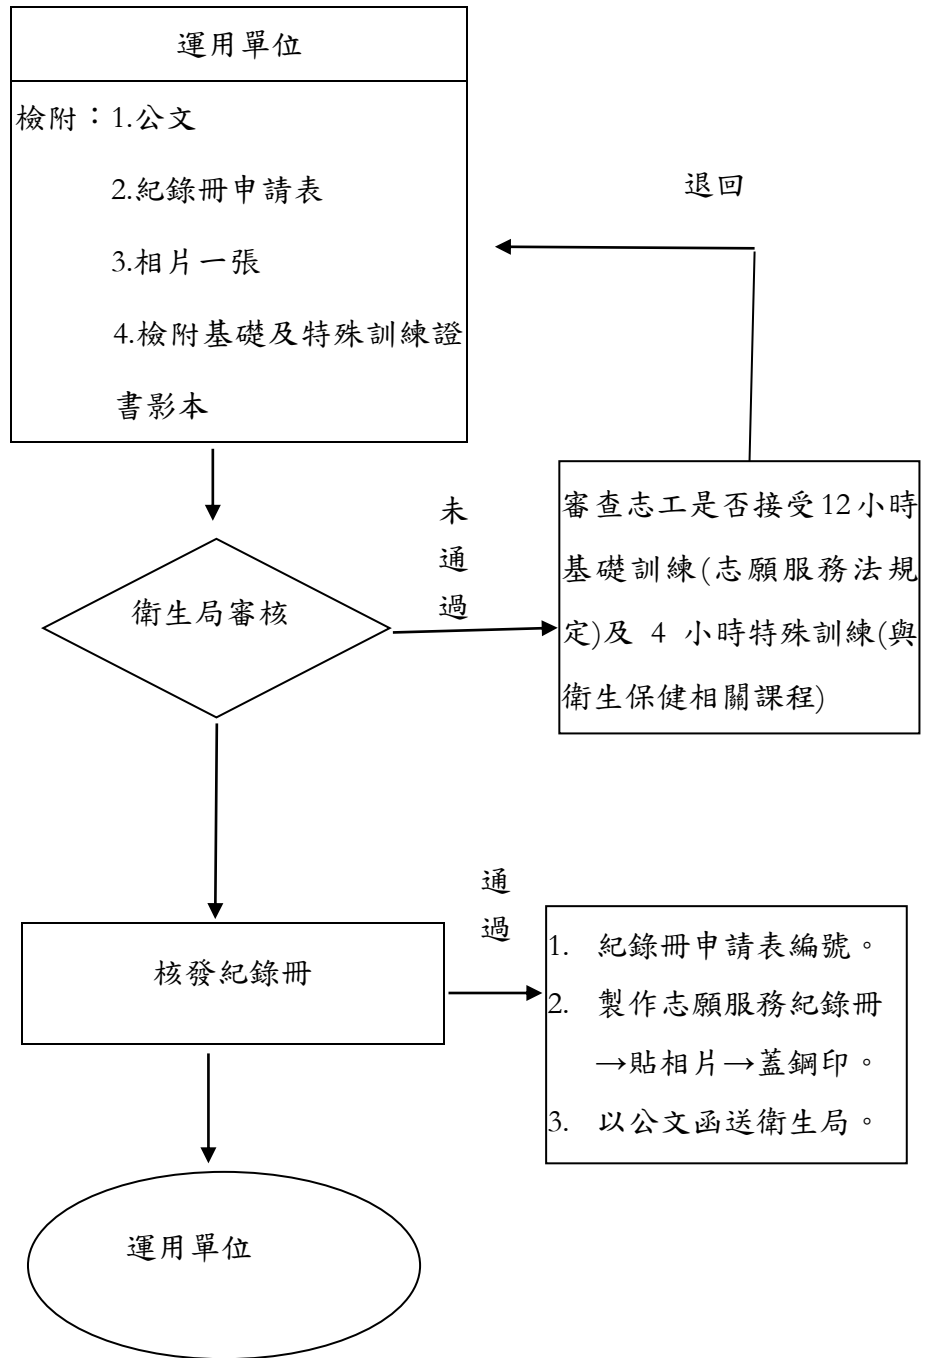 運用單位
檢附：1.公文
2.紀錄冊申請表
3.相片一張
4.檢附基礎及特殊訓練證
書影本
退回
未
通
過
審查志工是否接受12小時
基礎訓練(志願服務法規
定)及 4 小時特殊訓練(與
衛生保健相關課程)
衛生局審核
通
過
核發紀錄冊
1. 紀錄冊申請表編號。
2. 製作志願服務紀錄冊
→貼相片→蓋鋼印。
3. 以公文函送衛生局。
運用單位